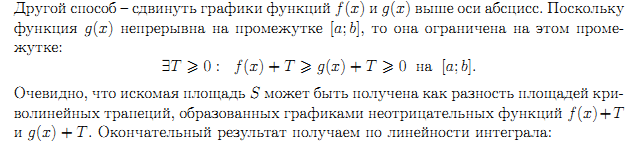 Другой способ – сдвинуть графики функций f(x) и g(x) выше оси абсцисс. Поскольку
функция g(x) непрерывна на промежутке [a; b], то она ограничена на этом проме-
жутке:
∃T ⩾ 0 : f(x) + T ⩾ g(x) + T ⩾ 0 на [a; b].
Очевидно, что искомая площадь S может быть получена как разность площадей кри-
волинейных трапеций, образованных графиками неотрицательных функций f(x)+T
и g(x) + T. Окончательный результат получаем по линейности интеграла: